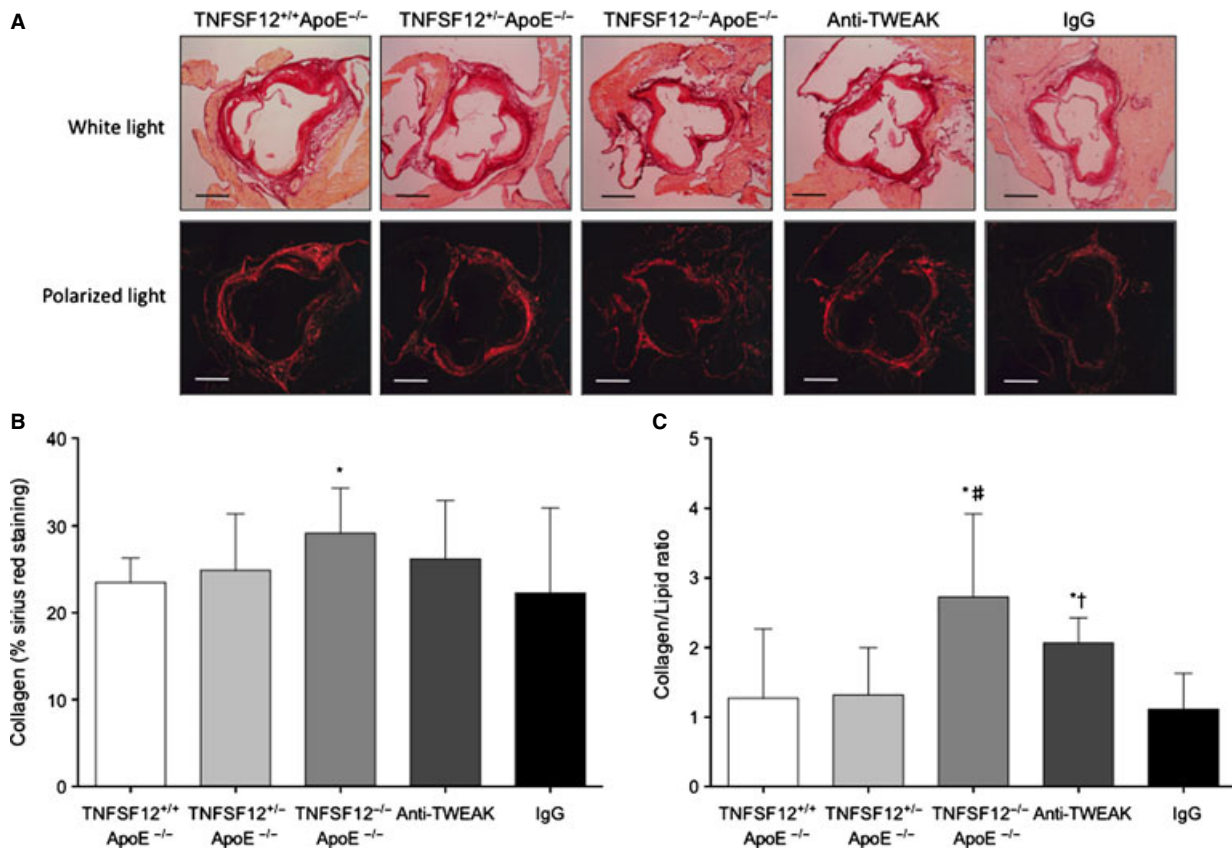 A
TNFSF12+/+ApoE−/− TNFSF12+/−ApoE−/− TNFSF12−/−ApoE−/− Anti-TWEAK IgG
White light
Polarized light
B
Collagen (% sirius red staining)
40
30
20
10
0
*
TNFSF12+/+ TNFSF12+/− TNFSF12−/− Anti-TWEAK IgG
ApoE −/− ApoE −/− ApoE −/−
C
Collagen/Lipid ratio
5
4
3
2
1
0
*#
*†
TNFSF12+/+ TNFSF12+/− TNFSF12−/− Anti-TWEAK IgG
ApoE −/− ApoE −/− ApoE −/−